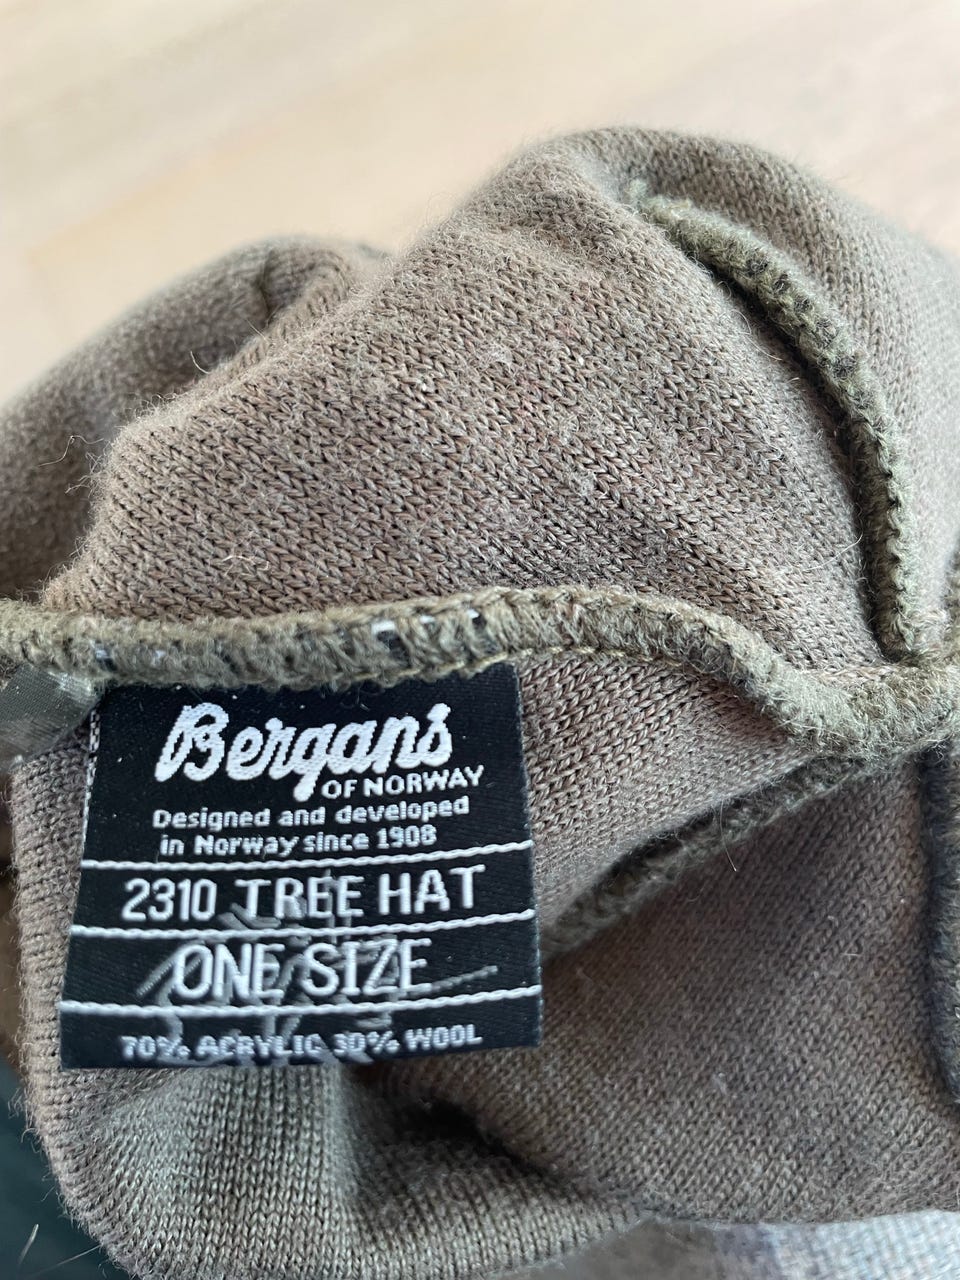 Bergans
OF NORWAY
Designed and developed
in Norway since 1908
2310 TREE HAT
ONE SIZE
70% ACRYLIC 30% WOOL